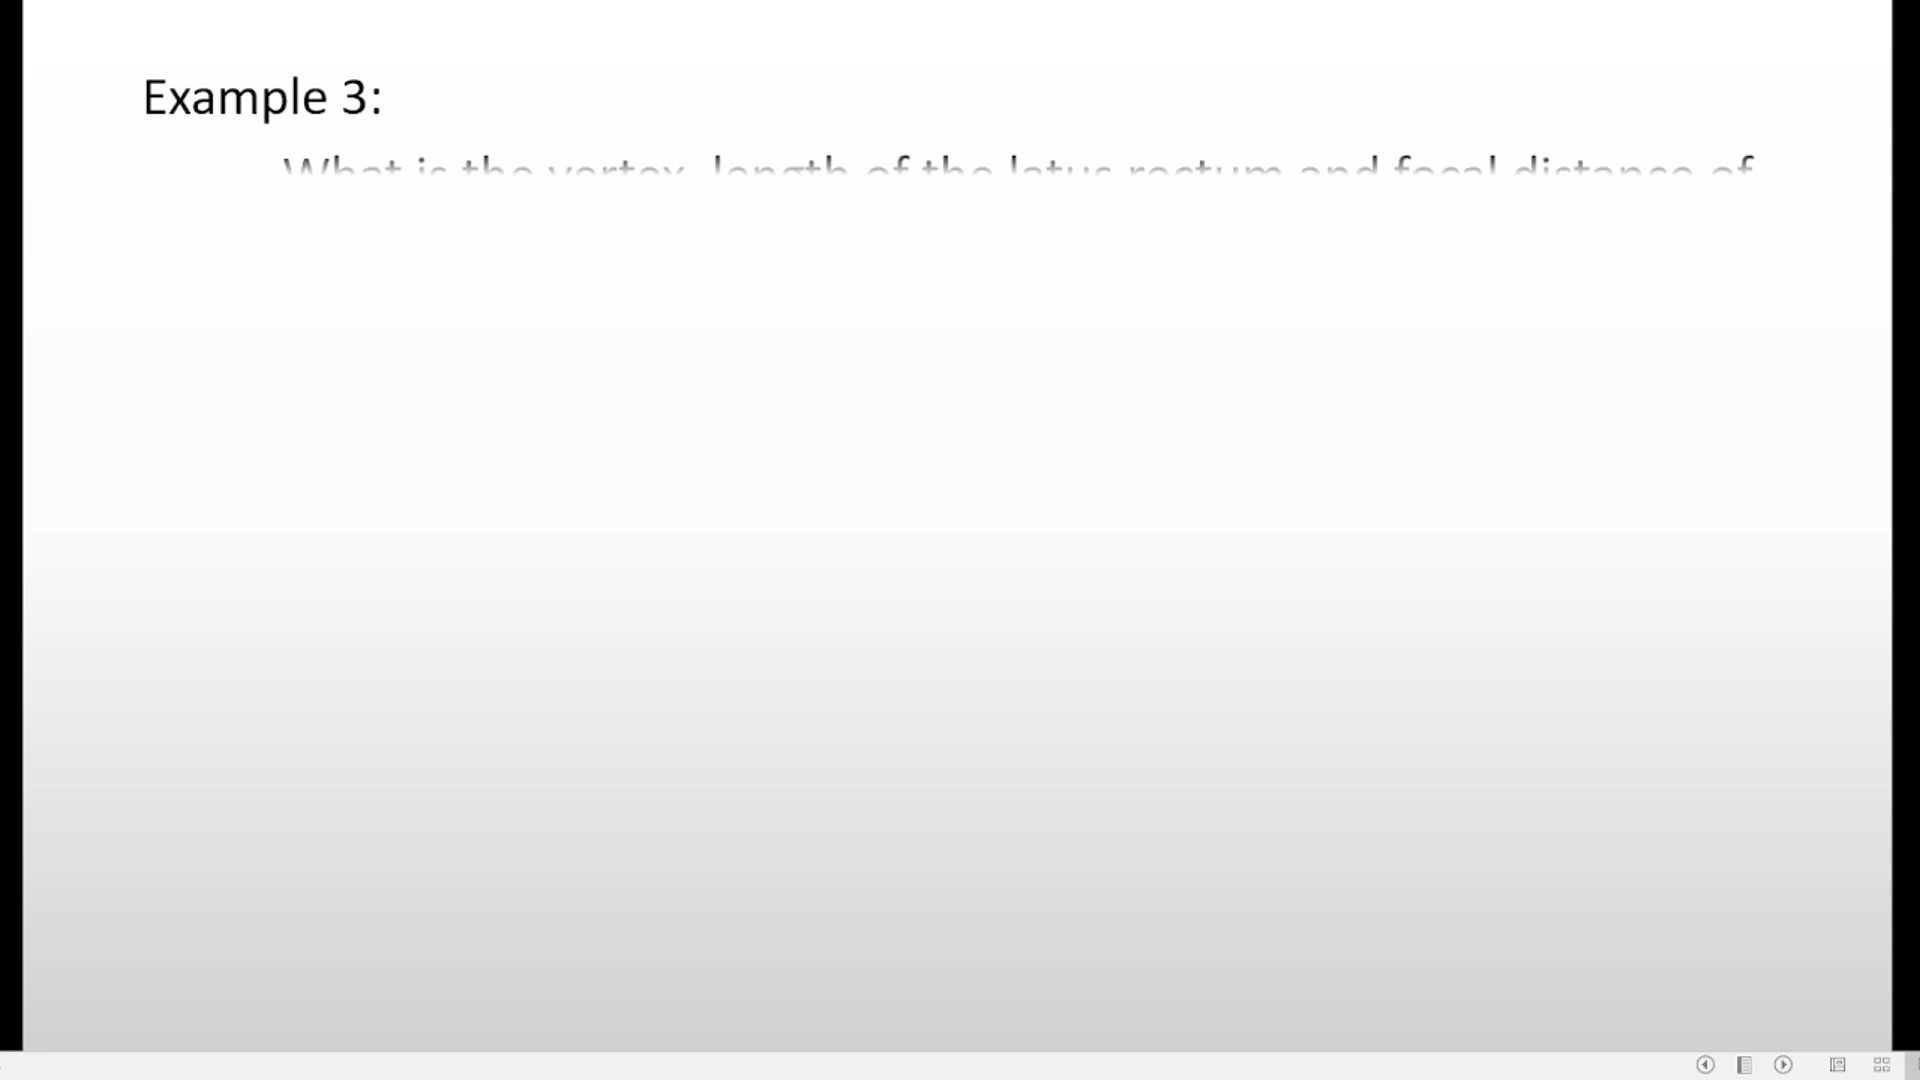 Example 3:
What is the vertex, length of the latus rectum and focal distance of